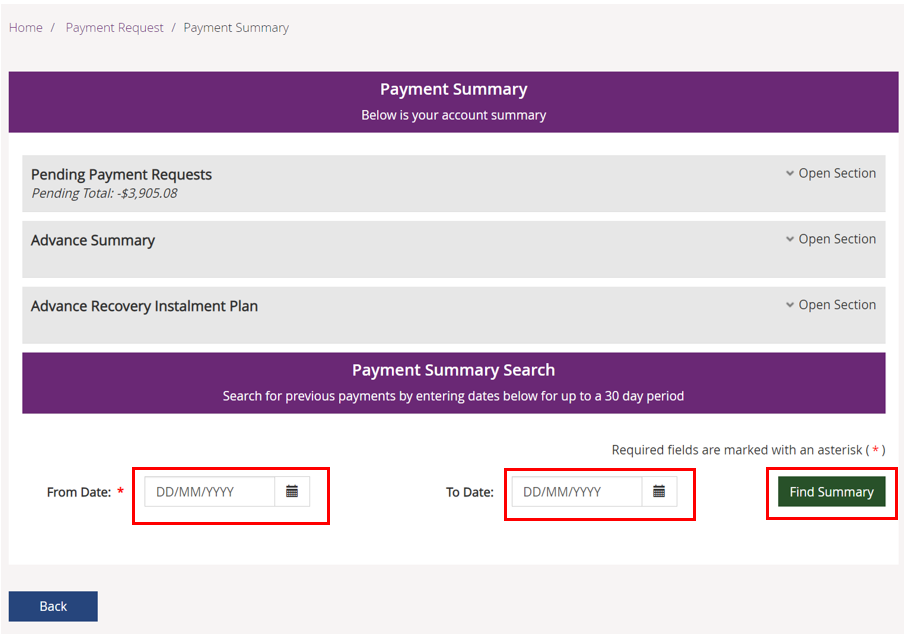 Home / Payment Request / Payment Summary
Payment Summary
Below is your account summary
Pending Payment Requests
Open Section
Pending Total: -$3,905.08
Advance Summary
Open Section
Advance Recovery Instalment Plan
Open Section
Payment Summary Search
Search for previous payments by entering dates below for up to a 30 day period
Required fields are marked with an asterisk ( * )
From Date: * DD/MM/YYYY To Date: DD/MM/YYYY Find Summary
Back